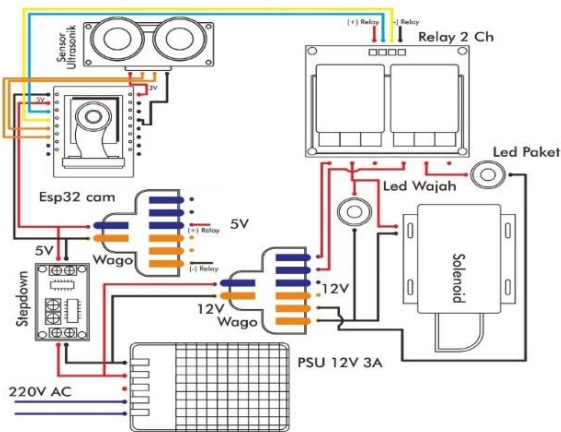 (+) Relay
(-) Relay
Relay 2 Ch
Sensor
Ultrasonik
3V
5V
Led Paket
Led Wajah
Esp32 cam
5V
(+) Relay
Wago
(-) Relay
5V
Stepdown
12V
12V
Wago
Solenoid
PSU 12V 3A
220V AC